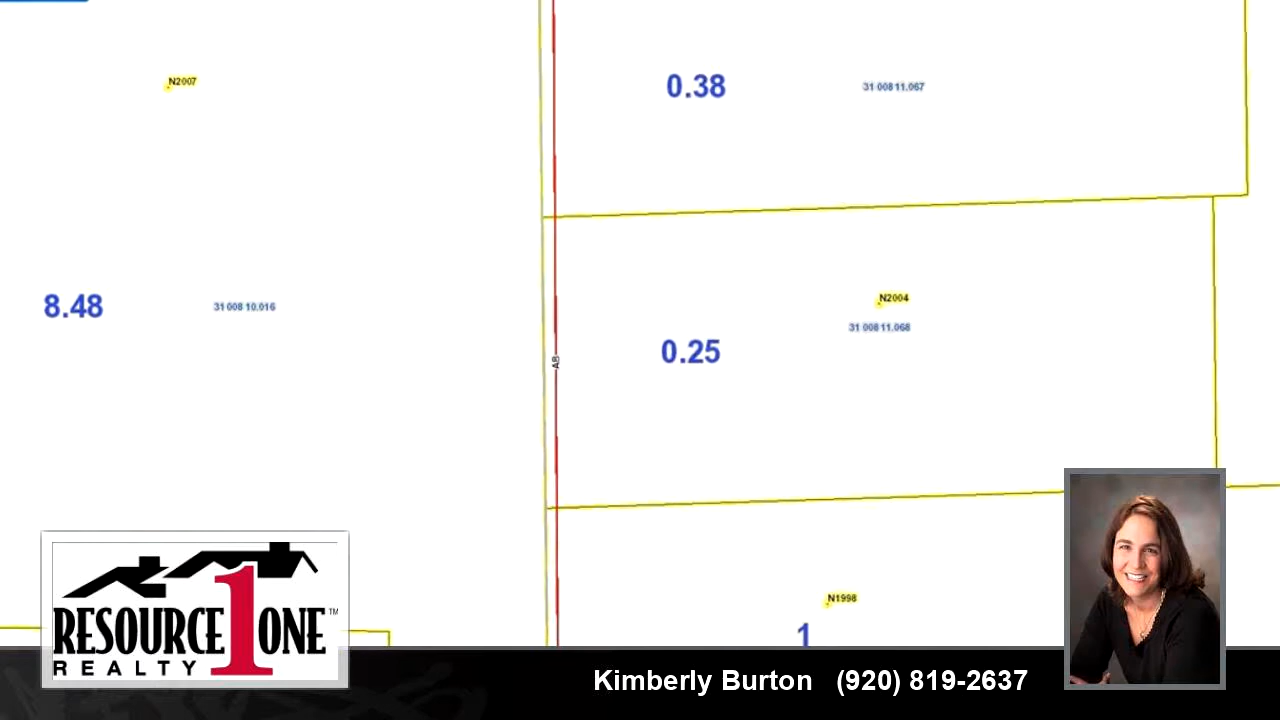 N2007
0.38
31 008 11.067
8.48
31 008 10.016
N2004
31 008 11.068
0.25
AB
N1998
1
RESOURCE 1 ONE ™
REALTY
Kimberly Burton (920) 819-2637